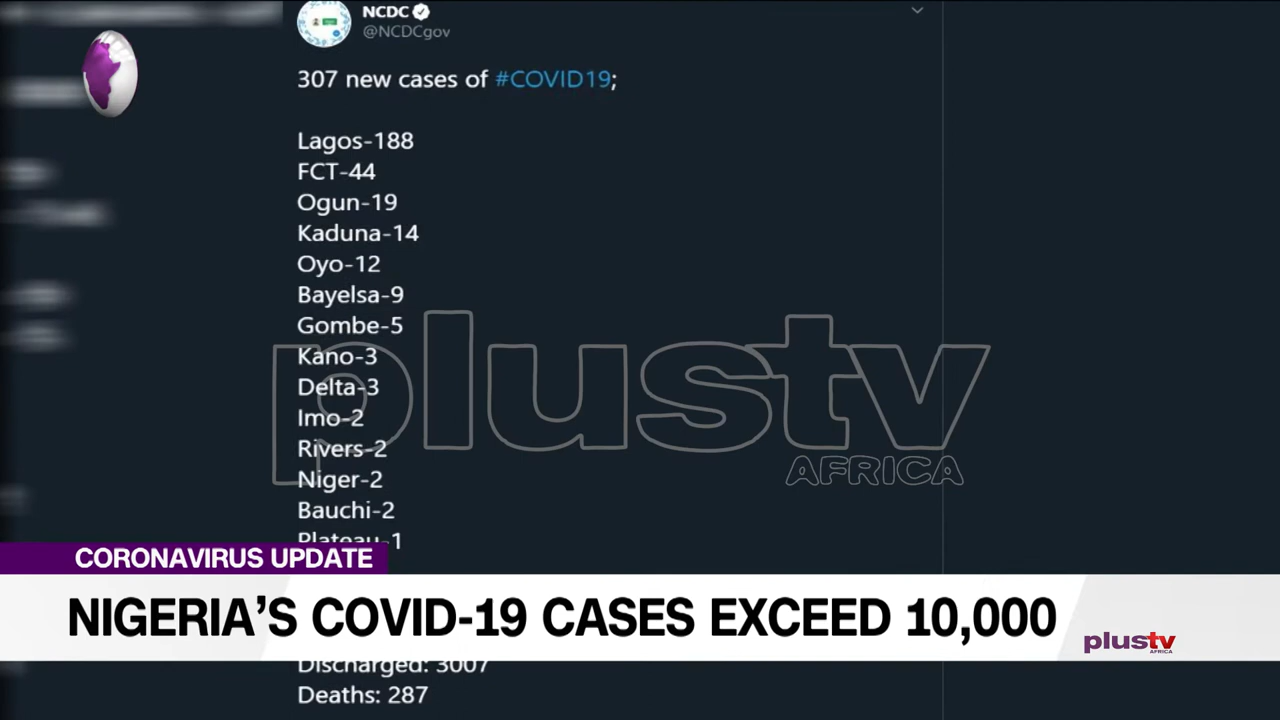 NCDC
@NCDCgov
307 new cases of #COVID19;
Lagos-188
FCT-44
Ogun-19
Kaduna-14
Oyo-12
Bayelsa-9
Gombe-5
Kano-3
Delta-3
Imo-2
Rivers-2
Niger-2
Bauchi-2
Plateau-1
plustv
AFRICA
CORONAVIRUS UPDATE
NIGERIA'S COVID-19 CASES EXCEED 10,000
plustv
AFRICA
Discharged: 3007
Deaths: 287